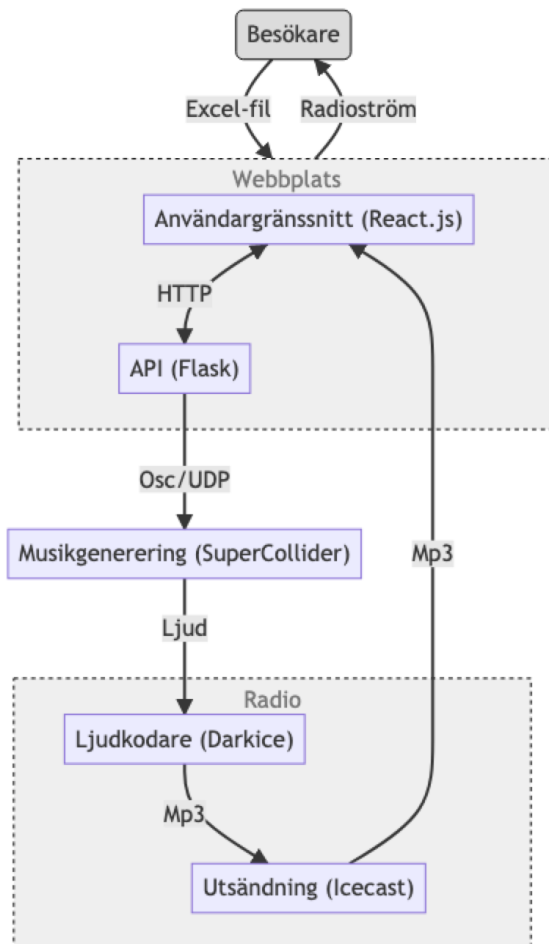 Besökare
Excel-fil
Radioström
Webbplats
Användargränssnitt (React.js)
HTTP
API (Flask)
Osc/UDP
Musikgenerering (SuperCollider)
Mp3
Ljud
Radio
Ljudkodare (Darkice)
Mp3
Utsändning (Icecast)